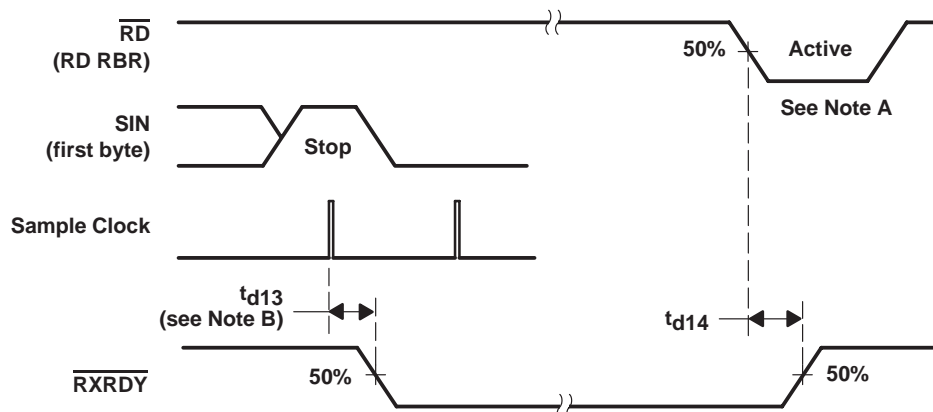 RD
(RD RBR)
50%
Active
See Note A
SIN
(first byte)
Stop
Sample Clock
td13
(see Note B)
td14
RXRDY
50%
50%